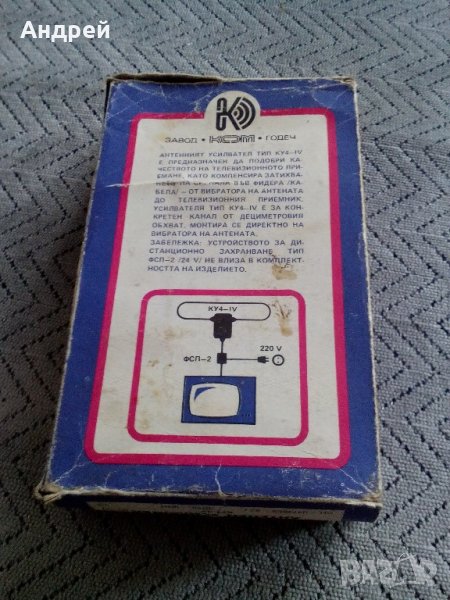 Андрей
ЗАВОД • КСЭМ • ГОДЕЧ
АНТЕННИЯТ УСИЛВАТЕЛ ТИП КУ4-IV
Е ПРЕДНАЗНАЧЕН ДА ПОДОБРИ КА-
ЧЕСТВОТО НА ТЕЛЕВИЗИОННОТО ПРИ-
ЕМАНЕ, КАТО КОМПЕНСИРА ЗАТИХВА-
НЕТО НА СИГНАЛА ВЪВ ФИДЕРА /КА-
БЕЛА/ – ОТ ВИБРАТОРА НА АНТЕНАТА
ДО ТЕЛЕВИЗИОННИЯ ПРИЕМНИК.
УСИЛВАТЕЛЯ ТИП КУ4-IV Е ЗА КОН-
КРЕТЕН КАНАЛ ОТ ДЕЦИМЕТРОВИЯ
ОБХВАТ. МОНТИРА СЕ ДИРЕКТНО НА
ВИБРАТОРА НА АНТЕНАТА.
ЗАБЕЛЕЖКА: УСТРОЙСТВОТО ЗА ДИ-
СТАНЦИОННО ЗАХРАНВАНЕ ТИП
ФСП-2 /24 V/ НЕ ВЛИЗА В КОМПЛЕКТ-
НОСТТА НА ИЗДЕЛИЕТО.
КУ4-IV
ФСП-2
220 V
BAZAR